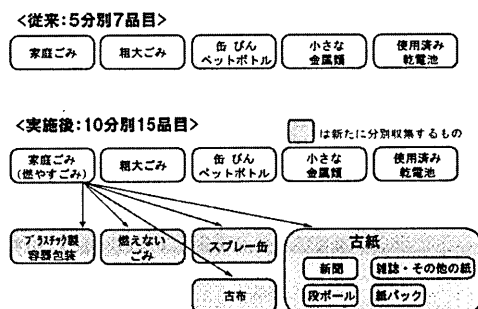 <従来:5分別7品目>
家庭ごみ
粗大ごみ
缶 びん
ペットボトル
小さな
金属類
使用済み
乾電池
<実施後:10分別15品目>
は新たに分別収集するもの
家庭ごみ
(燃やすごみ)
粗大ごみ
缶 びん
ペットボトル
小さな
金属類
使用済み
乾電池
プラスチック製
容器包装
燃えない
ごみ
スプレー缶
古布
古紙
新聞
雑誌・その他の紙
段ボール
紙パック